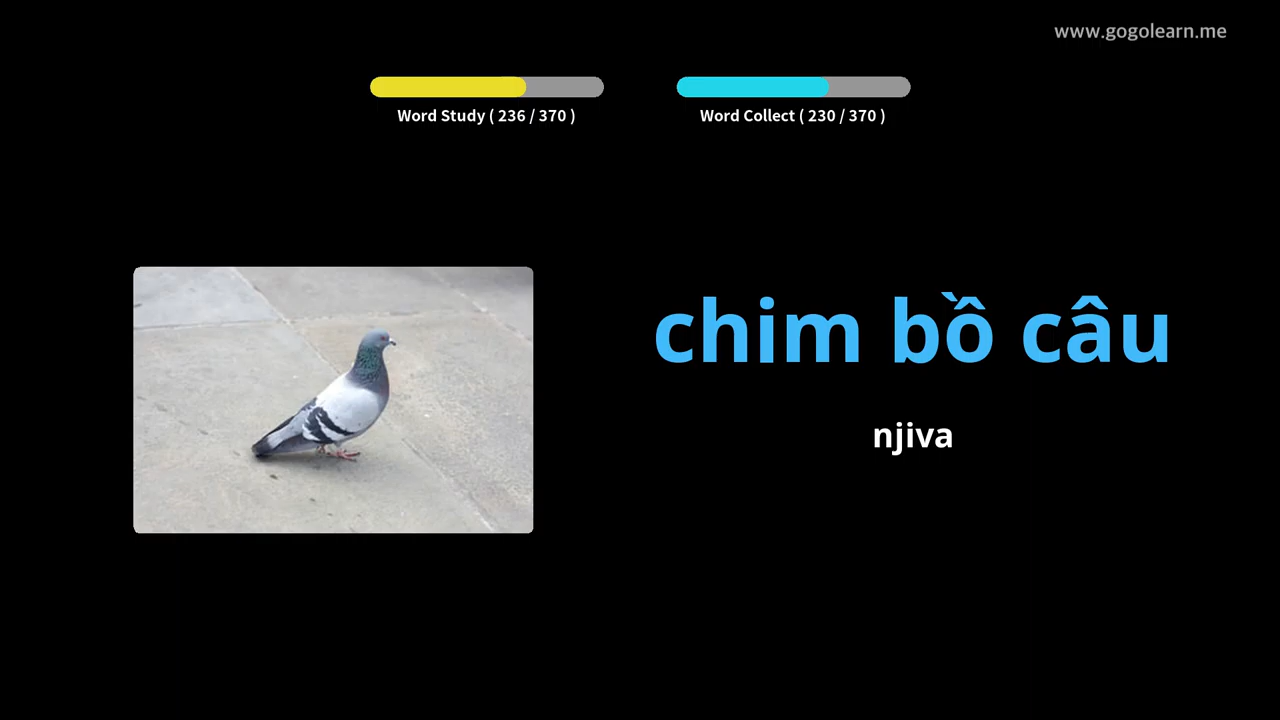 www.gogolearn.me
Word Study ( 236 / 370 )
Word Collect ( 230 / 370 )
chim bồ câu
njiva